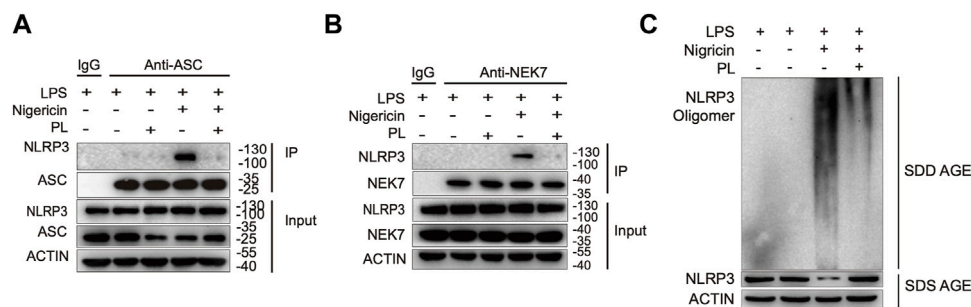 A
IgG Anti-ASC
LPS + + + + +
Nigericin - - - + +
PL - - + - +
NLRP3 -130
-100
IP
ASC -35
-25
NLRP3 -130
-100
Input
ASC -35
-25
ACTIN -55
-40
B
IgG Anti-NEK7
LPS + + + + +
Nigericin - - - + +
PL - - + - +
NLRP3 -130
-100
IP
NEK7 -40
-35
NLRP3 -130
-100
Input
NEK7 -40
-35
ACTIN -55
-40
C
LPS + + + +
Nigricin - - + +
PL - - - +
NLRP3
Oligomer
SDD AGE
NLRP3
SDS AGE
ACTIN